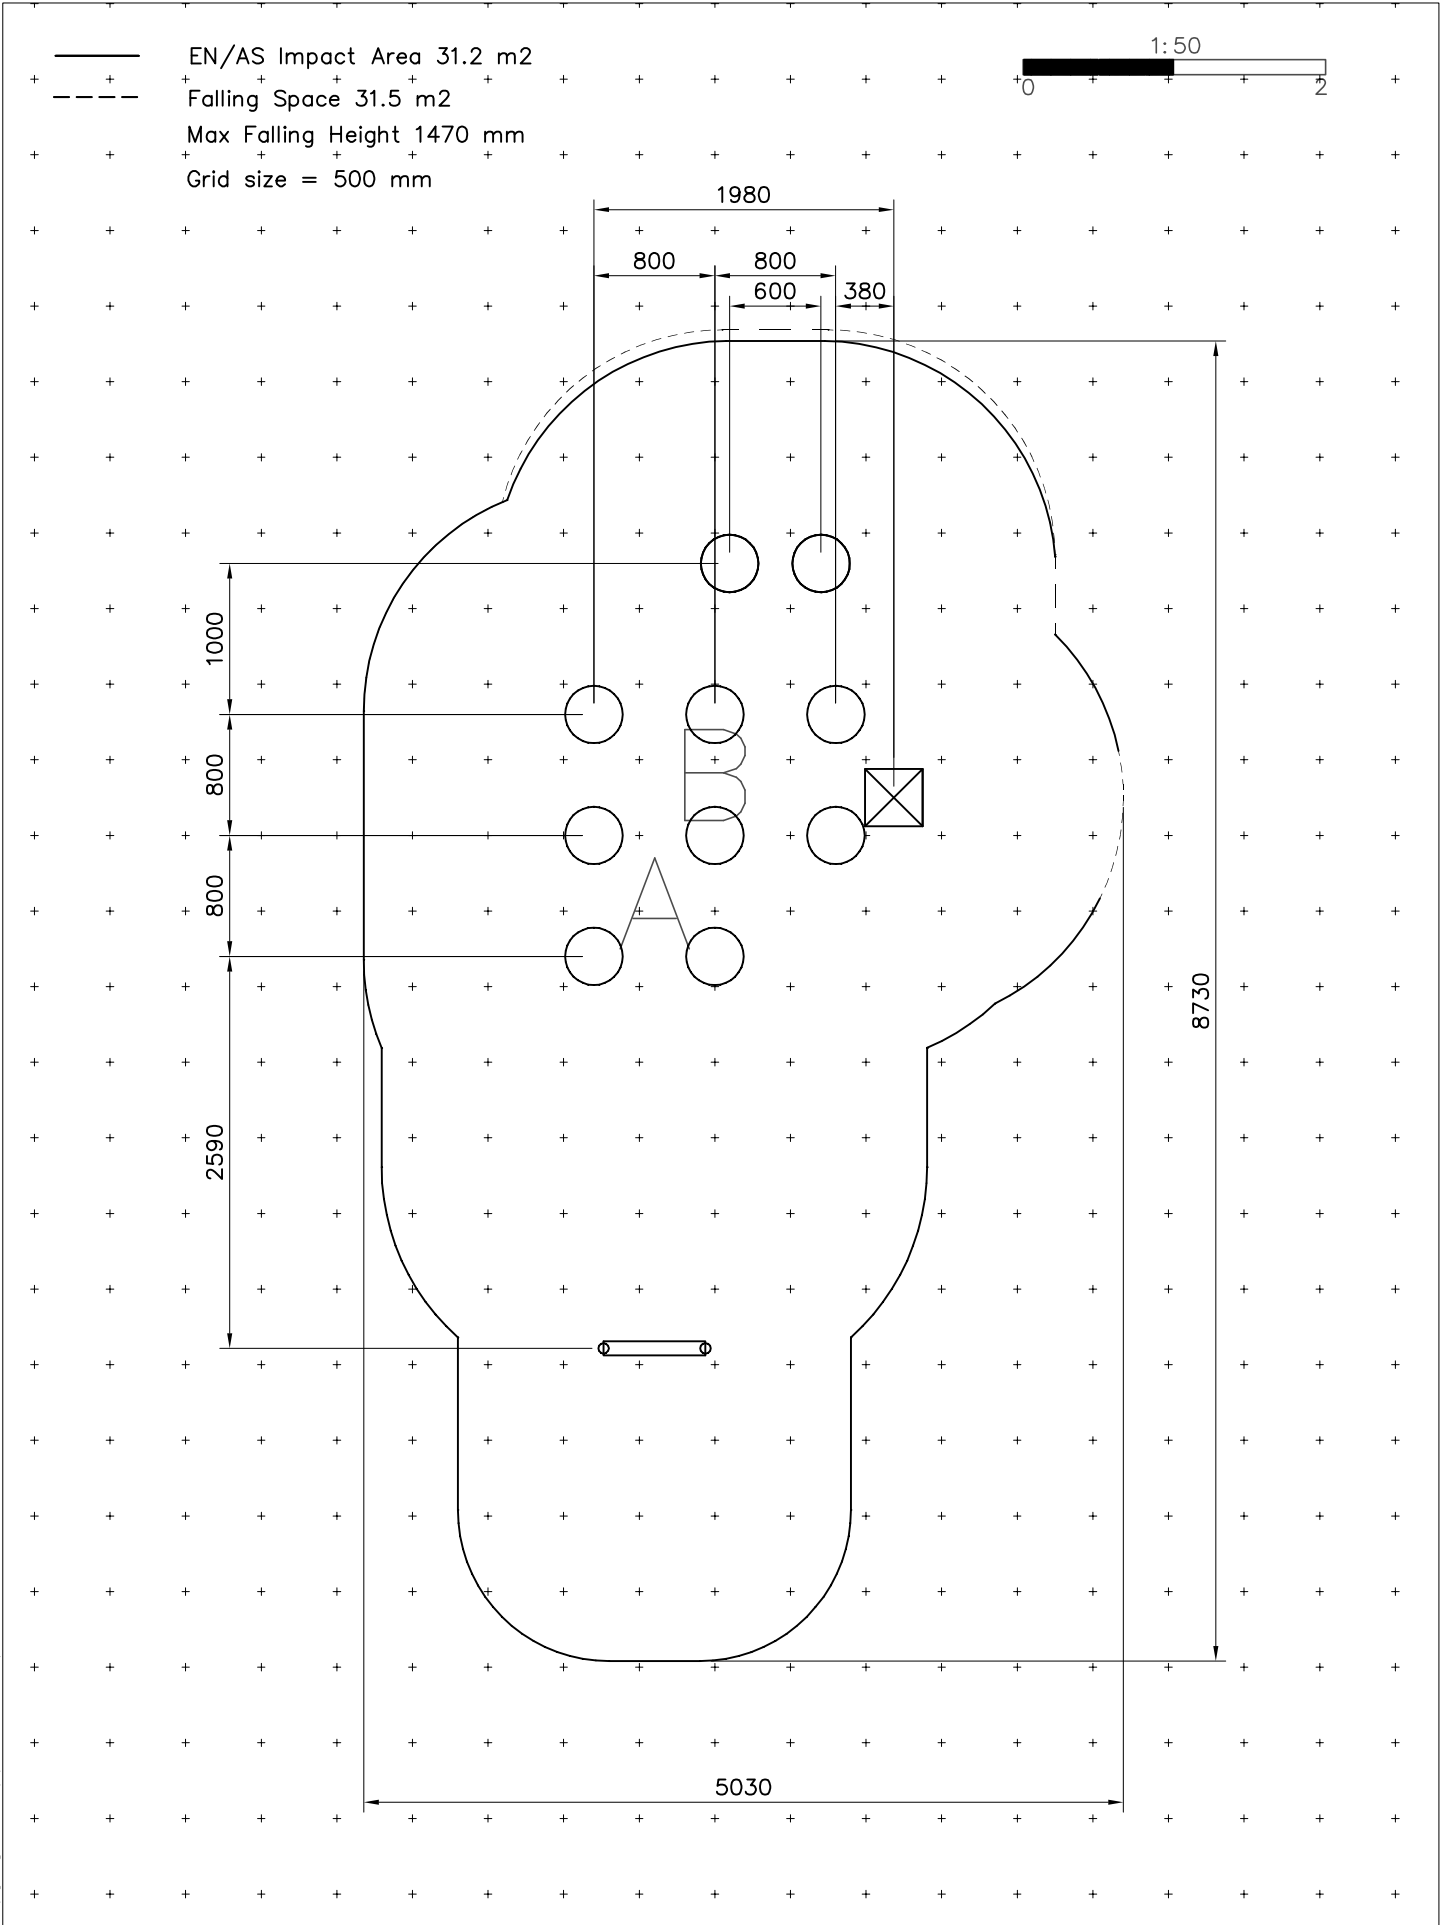 EN/AS Impact Area 31.2 m2
Falling Space 31.5 m2
Max Falling Height 1470 mm
Grid size = 500 mm
1:50
0 2
1980
800 800
600 380
1000
800
B
800
A
8730
2590
5030